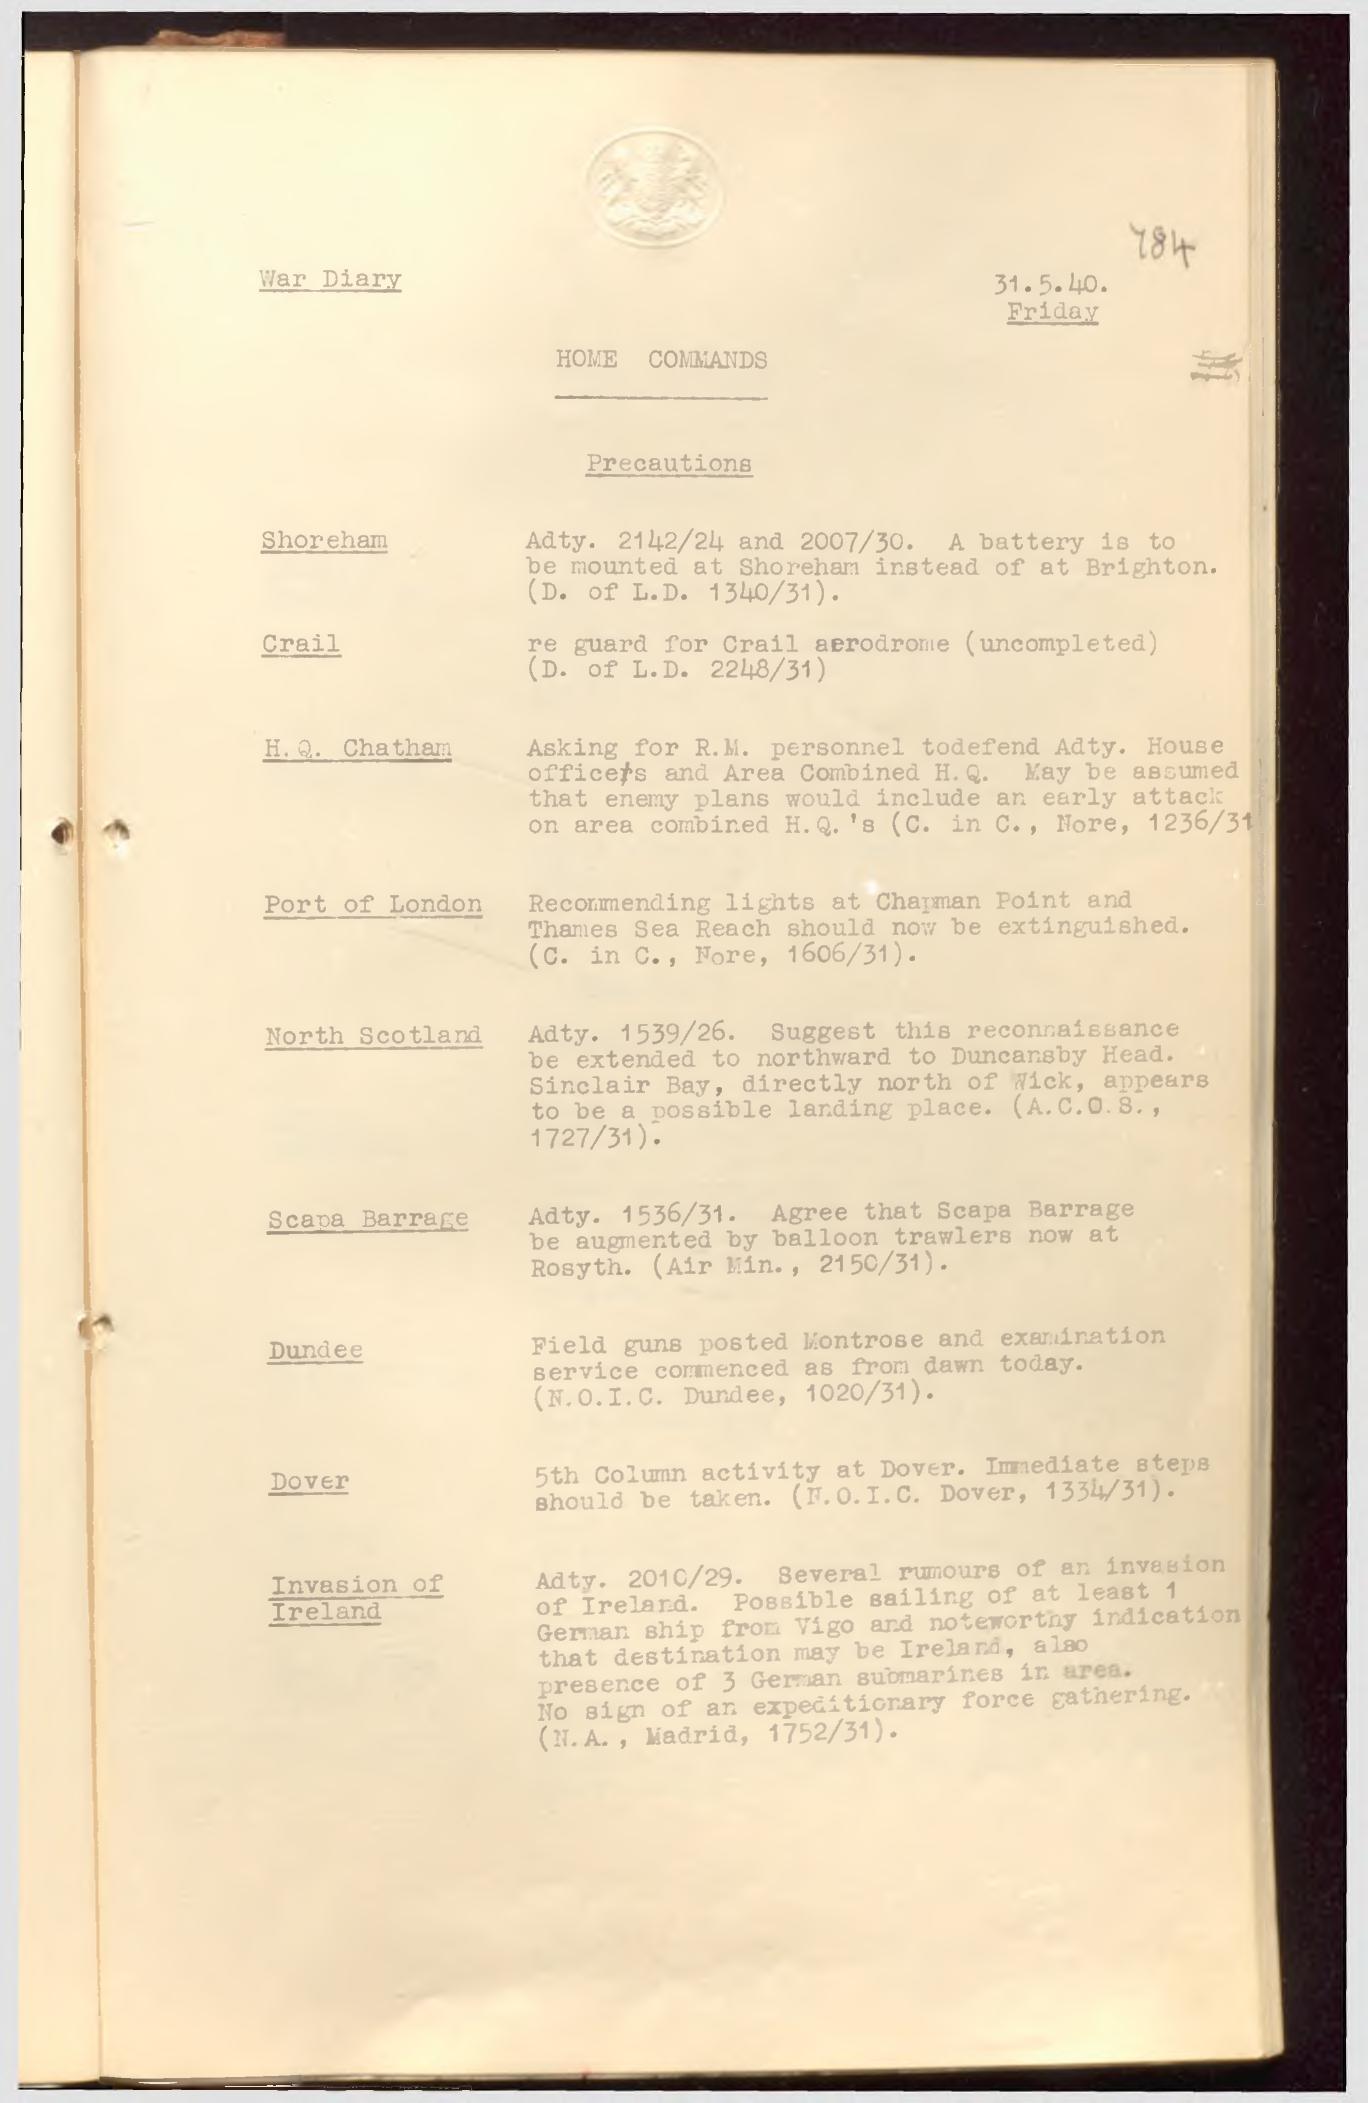 784
War Diary
31.5.40.
Friday
HOME COMMANDS
Precautions
Shoreham
Adty. 2142/24 and 2007/30. A battery is to
be mounted at Shoreham instead of at Brighton.
(D. of L.D. 1340/31).
Crail
re guard for Crail aerodrome (uncompleted)
(D. of L.D. 2248/31)
H.Q. Chatham
Asking for R.M. personnel todefend Adty. House
offices and Area Combined H.Q. May be assumed
that enemy plans would include an early attack
on area combined H.Q.'s (C. in C., Nore, 1236/31
Port of London
Recommending lights at Chapman Point and
Thames Sea Reach should now be extinguished.
(C. in C., Nore, 1606/31).
North Scotland
Adty. 1539/26. Suggest this reconnaissance
be extended to northward to Duncansby Head.
Sinclair Bay, directly north of Wick, appears
to be a possible landing place. (A.C.O.S.,
1727/31).
Scapa Barrage
Adty. 1536/31. Agree that Scapa Barrage
be augmented by balloon trawlers now at
Rosyth. (Air Min., 2150/31).
Dundee
Field guns posted Montrose and examination
service commenced as from dawn today.
(N.O.I.C. Dundee, 1020/31).
Dover
5th Column activity at Dover. Immediate steps
should be taken. (N.O.I.C. Dover, 1334/31).
Invasion of
Ireland
Adty. 2010/29. Several rumours of an invasion
of Ireland. Possible sailing of at least 1
German ship from Vigo and noteworthy indication
that destination may be Ireland, also
presence of 3 German submarines in area.
No sign of an expeditionary force gathering.
(N.A., Madrid, 1752/31).